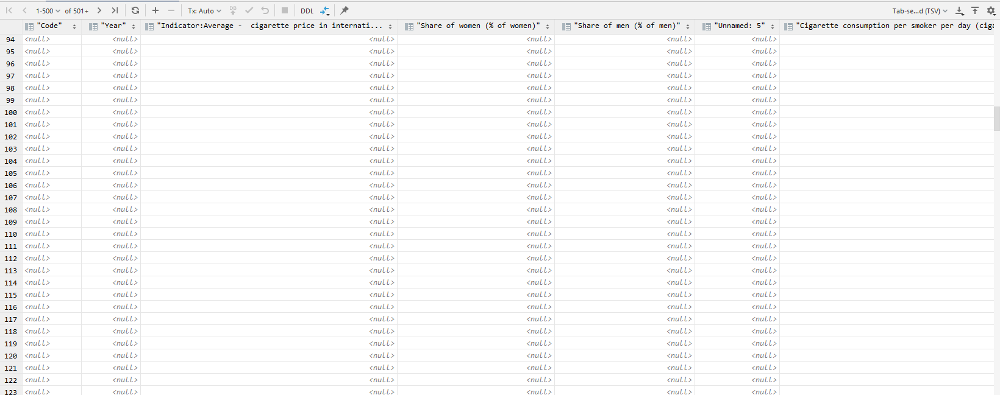 1-500 of 501+ Tx: Auto DB DDL Tab-se...d (TSV)
"Code" "Year" "Indicator:Average -  cigarette price in internati... "Share of women (% of women)" "Share of men (% of men)" "Unnamed: 5" "Cigarette consumption per smoker per day (ciga
94 <null> <null> <null> <null> <null> <null>
95 <null> <null> <null> <null> <null> <null>
96 <null> <null> <null> <null> <null> <null>
97 <null> <null> <null> <null> <null> <null>
98 <null> <null> <null> <null> <null> <null>
99 <null> <null> <null> <null> <null> <null>
100 <null> <null> <null> <null> <null> <null>
101 <null> <null> <null> <null> <null> <null>
102 <null> <null> <null> <null> <null> <null>
103 <null> <null> <null> <null> <null> <null>
104 <null> <null> <null> <null> <null> <null>
105 <null> <null> <null> <null> <null> <null>
106 <null> <null> <null> <null> <null> <null>
107 <null> <null> <null> <null> <null> <null>
108 <null> <null> <null> <null> <null> <null>
109 <null> <null> <null> <null> <null> <null>
110 <null> <null> <null> <null> <null> <null>
111 <null> <null> <null> <null> <null> <null>
112 <null> <null> <null> <null> <null> <null>
113 <null> <null> <null> <null> <null> <null>
114 <null> <null> <null> <null> <null> <null>
115 <null> <null> <null> <null> <null> <null>
116 <null> <null> <null> <null> <null> <null>
117 <null> <null> <null> <null> <null> <null>
118 <null> <null> <null> <null> <null> <null>
119 <null> <null> <null> <null> <null> <null>
120 <null> <null> <null> <null> <null> <null>
121 <null> <null> <null> <null> <null> <null>
122 <null> <null> <null> <null> <null> <null>
123 <null> <null> <null> <null> <null> <null>